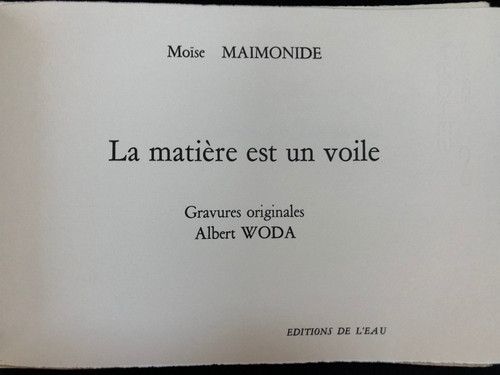 Moïse MAIMONIDE
La matière est un voile
Gravures originales
Albert WODA
EDITIONS DE L'EAU